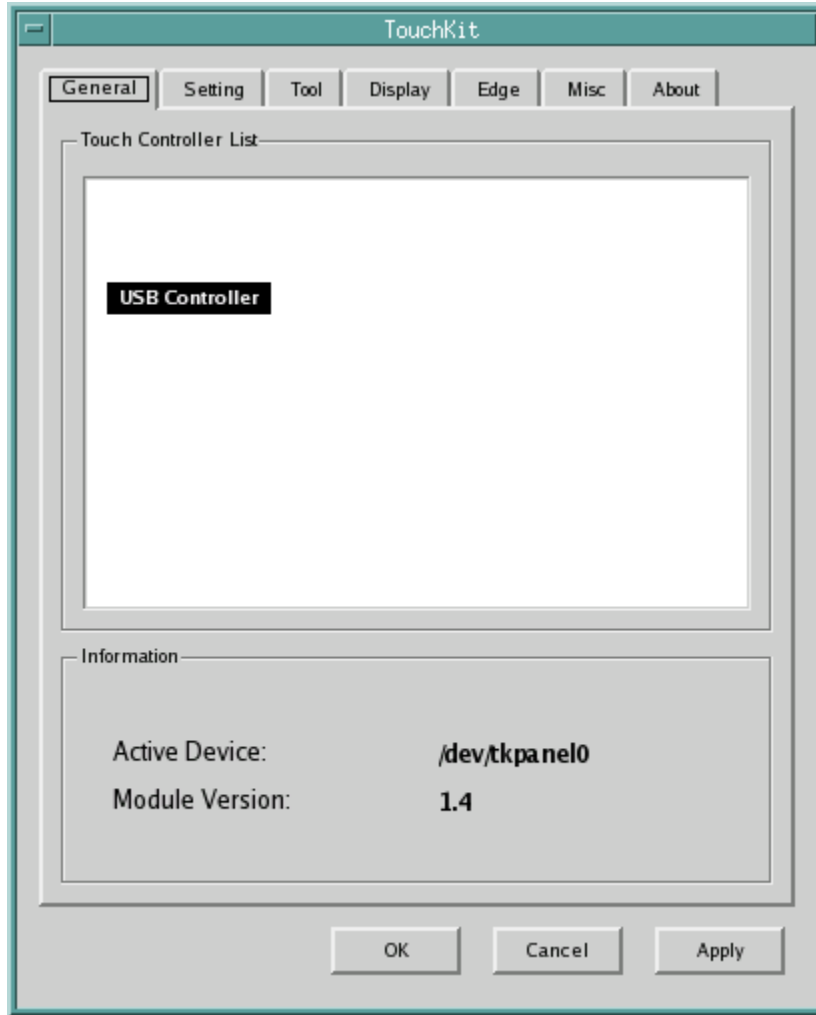 TouchKit
General Setting Tool Display Edge Misc About
Touch Controller List
USB Controller
Information
Active Device: /dev/tkpanel0
Module Version: 1.4
OK Cancel Apply